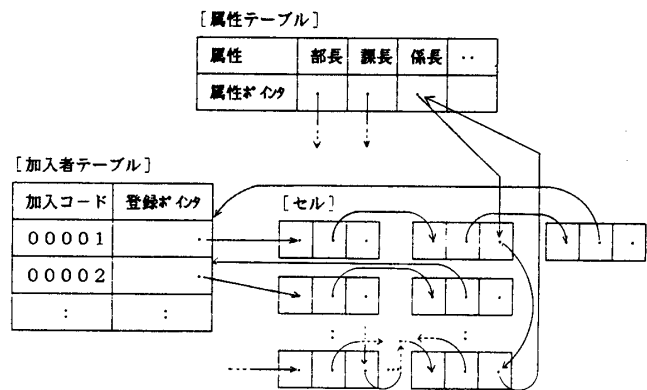 [属性テーブル]
属性 部長 課長 係長 ‥
属性ポインタ
[加入者テーブル]
加入コード 登録ポインタ
[セル]
00001
00002
: :
: :